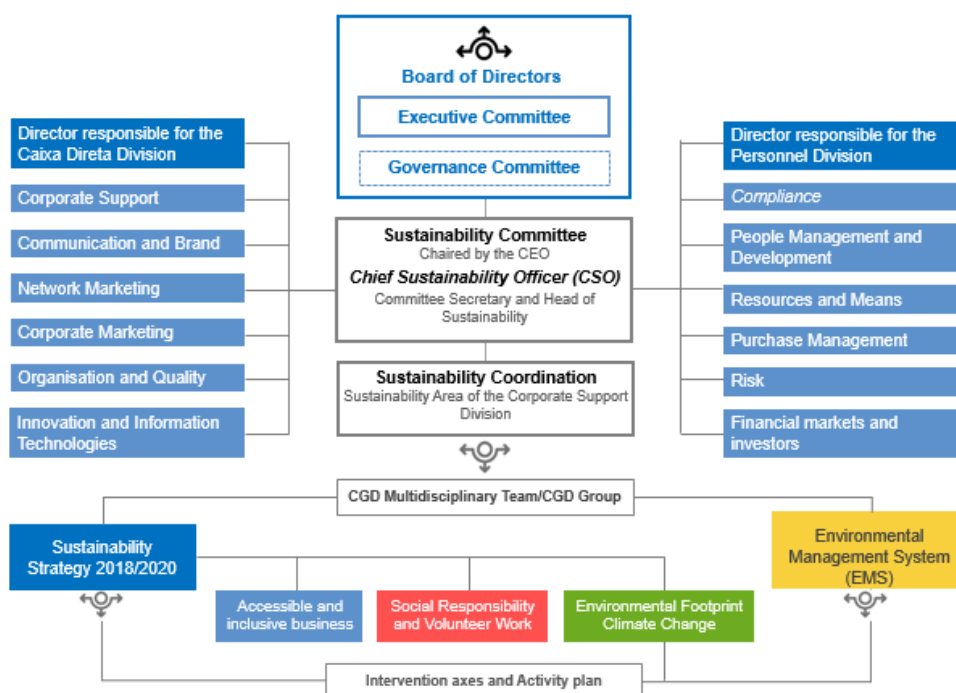 Board of Directors
Executive Committee
Governance Committee
Director responsible for the
Caixa Direta Division
Corporate Support
Communication and Brand
Network Marketing
Corporate Marketing
Organisation and Quality
Innovation and Information
Technologies
Sustainability Committee
Chaired by the CEO
Chief Sustainability Officer (CSO)
Committee Secretary and Head of
Sustainability
Sustainability Coordination
Sustainability Area of the Corporate Support
Division
Director responsible for the
Personnel Division
Compliance
People Management and
Development
Resources and Means
Purchase Management
Risk
Financial markets and
investors
CGD Multidisciplinary Team/CGD Group
Sustainability
Strategy 2018/2020
Environmental
Management System
(EMS)
Accessible and
inclusive business
Social Responsibility
and Volunteer Work
Environmental Footprint
Climate Change
Intervention axes and Activity plan